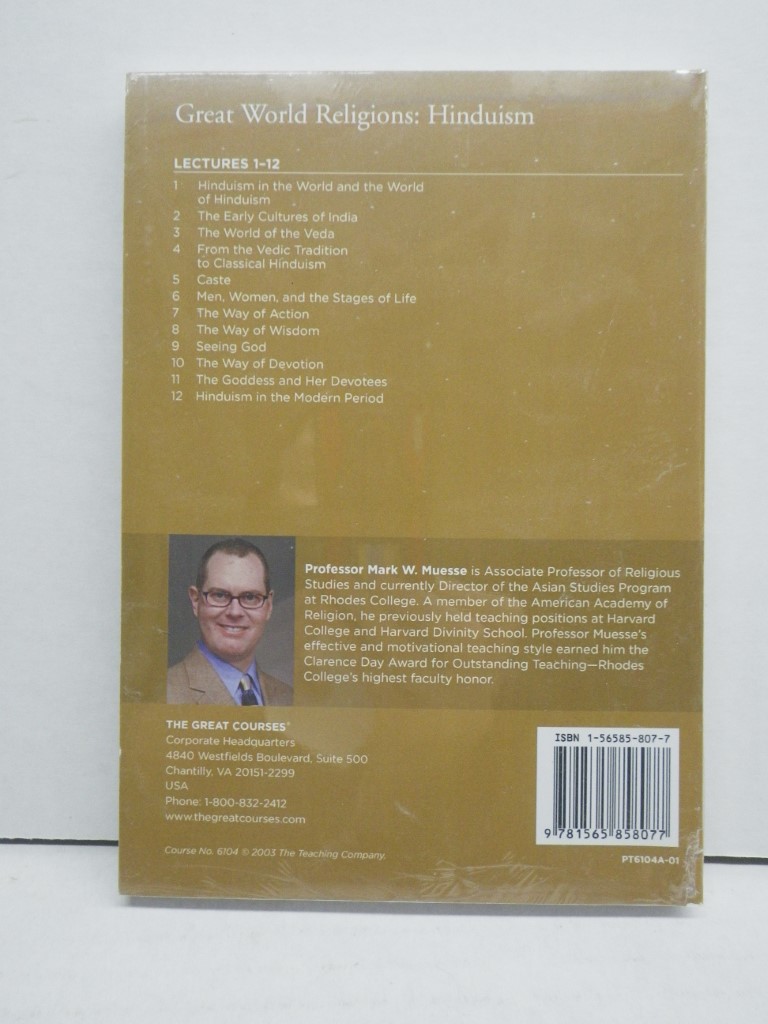 Great World Religions: Hinduism
LECTURES 1–12
1 Hinduism in the World and the World
of Hinduism
2 The Early Cultures of India
3 The World of the Veda
4 From the Vedic Tradition
to Classical Hinduism
5 Caste
6 Men, Women, and the Stages of Life
7 The Way of Action
8 The Way of Wisdom
9 Seeing God
10 The Way of Devotion
11 The Goddess and Her Devotees
12 Hinduism in the Modern Period
Professor Mark W. Muesse is Associate Professor of Religious
Studies and currently Director of the Asian Studies Program
at Rhodes College. A member of the American Academy of
Religion, he previously held teaching positions at Harvard
College and Harvard Divinity School. Professor Muesse's
effective and motivational teaching style earned him the
Clarence Day Award for Outstanding Teaching—Rhodes
College's highest faculty honor.
THE GREAT COURSES®
Corporate Headquarters
4840 Westfields Boulevard, Suite 500
Chantilly, VA 20151-2299
USA
Phone: 1-800-832-2412
www.thegreatcourses.com
Course No. 6104 © 2003 The Teaching Company.
ISBN 1-56585-807-7
9 781565 858077
PT6104A-01